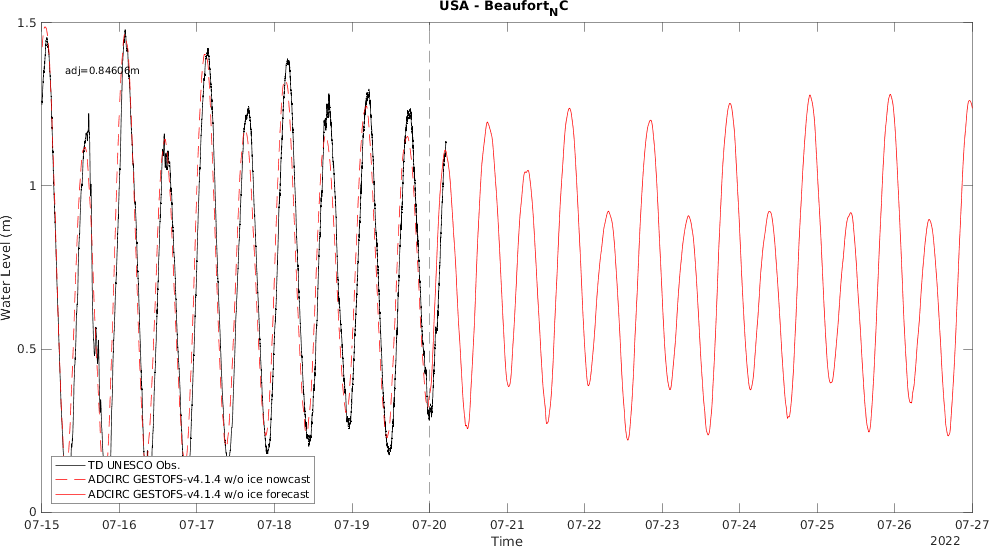 USA - Beaufort_NC
1.5
adj=0.84606m
1
Water Level (m)
0.5
TD UNESCO Obs.
ADCIRC GESTOFS-v4.1.4 w/o ice nowcast
ADCIRC GESTOFS-v4.1.4 w/o ice forecast
0
07-15 07-16 07-17 07-18 07-19 07-20 07-21 07-22 07-23 07-24 07-25 07-26 07-27
Time
2022